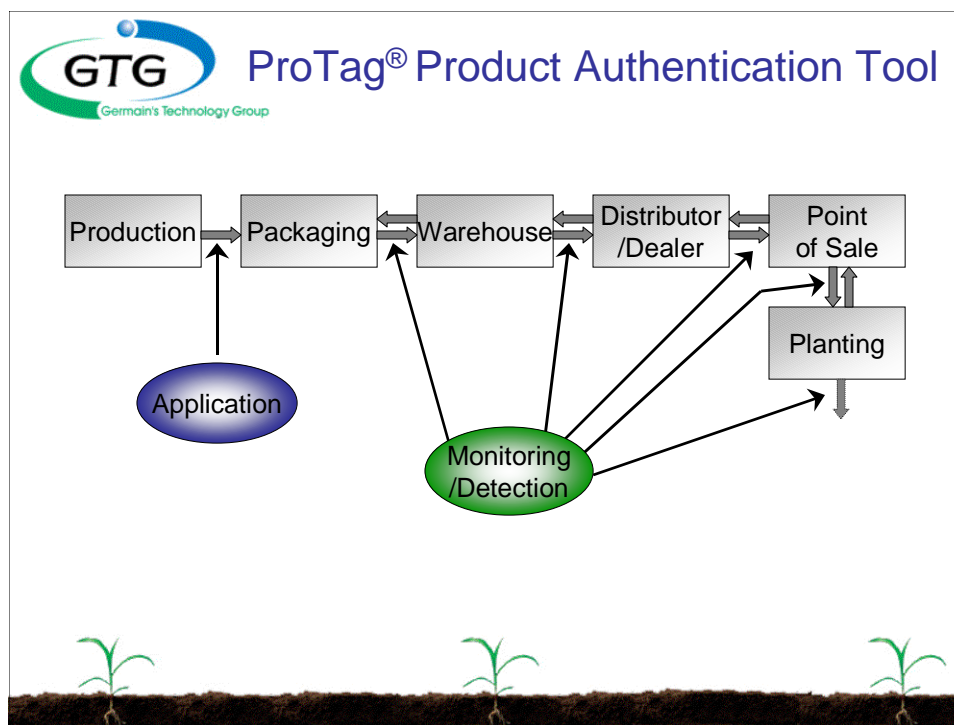 GTG
Germain's Technology Group
ProTag® Product Authentication Tool
Production
Packaging
Warehouse
Distributor
/Dealer
Point
of Sale
Planting
Application
Monitoring
/Detection